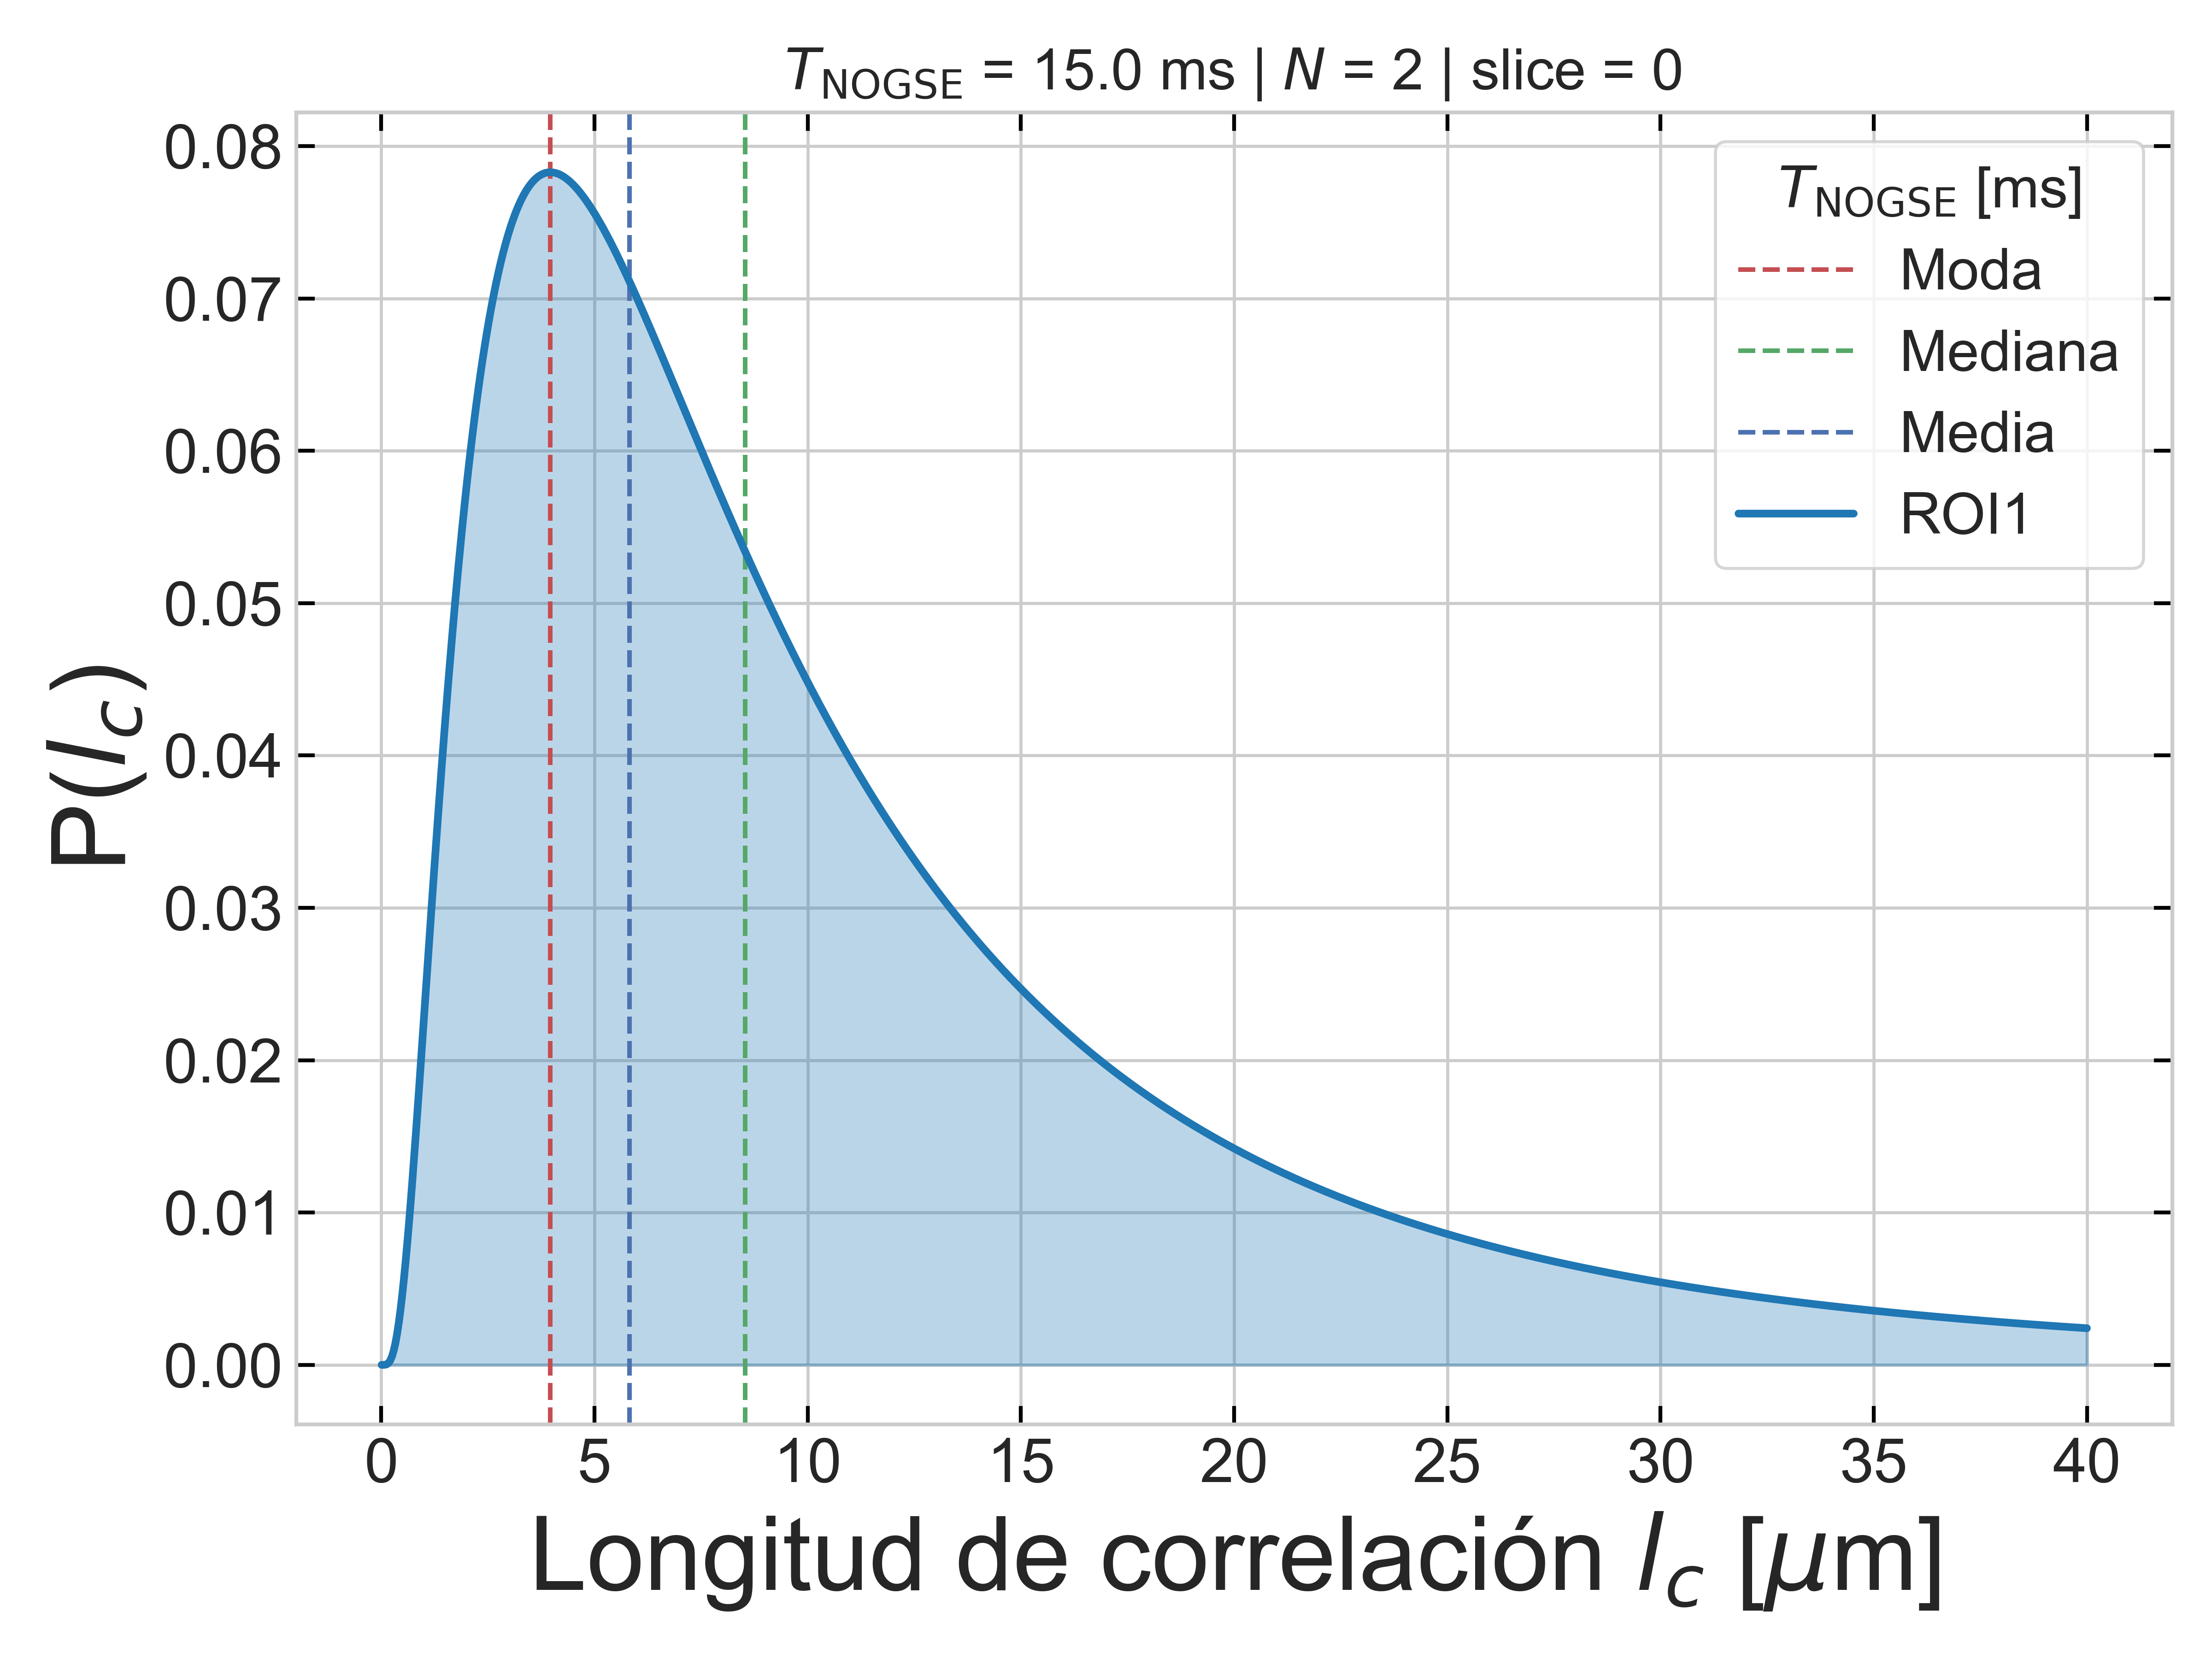 T_NOGSE = 15.0 ms | N = 2 | slice = 0
0.08
0.07
0.06
0.05
0.04
0.03
0.02
0.01
0.00
P(l_c)
T_NOGSE [ms]
Moda
Mediana
Media
ROI1
0 5 10 15 20 25 30 35 40
Longitud de correlación l_c [μm]